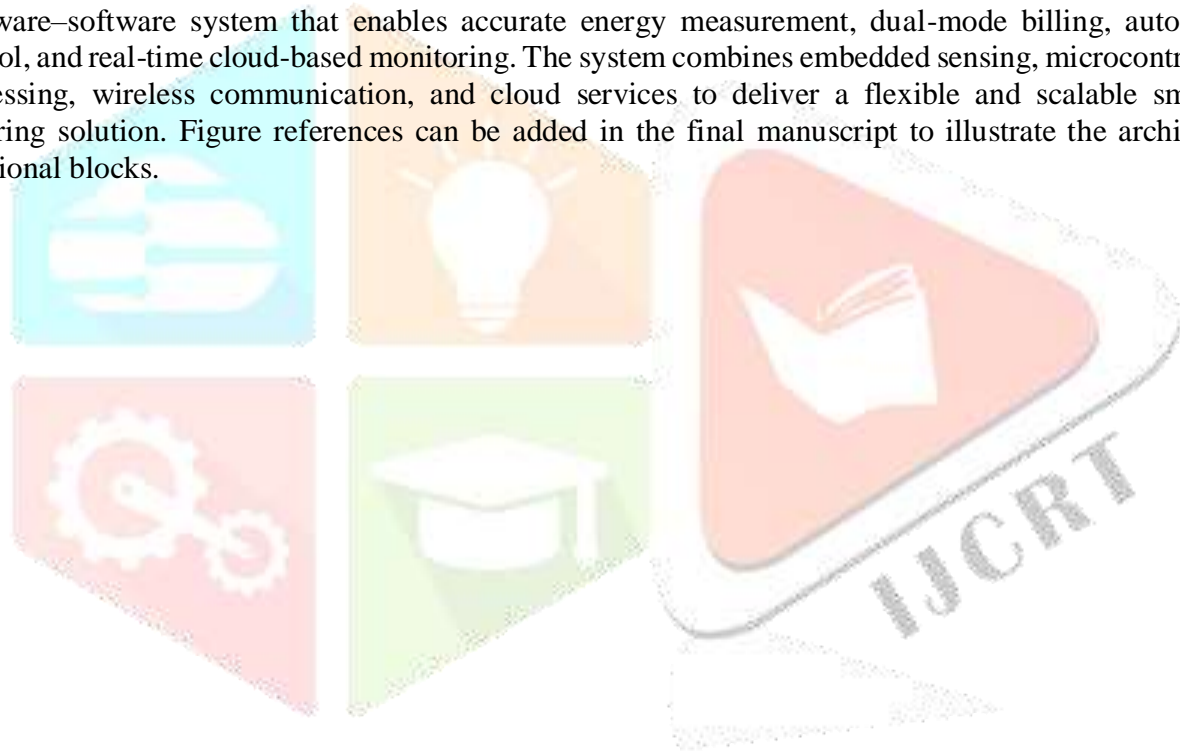 ware–software system that enables accurate energy measurement, dual-mode billing, auto
ol, and real-time cloud-based monitoring. The system combines embedded sensing, microcontr
essing, wireless communication, and cloud services to deliver a flexible and scalable sm
ring solution. Figure references can be added in the final manuscript to illustrate the archi
ional blocks.
IJCRT